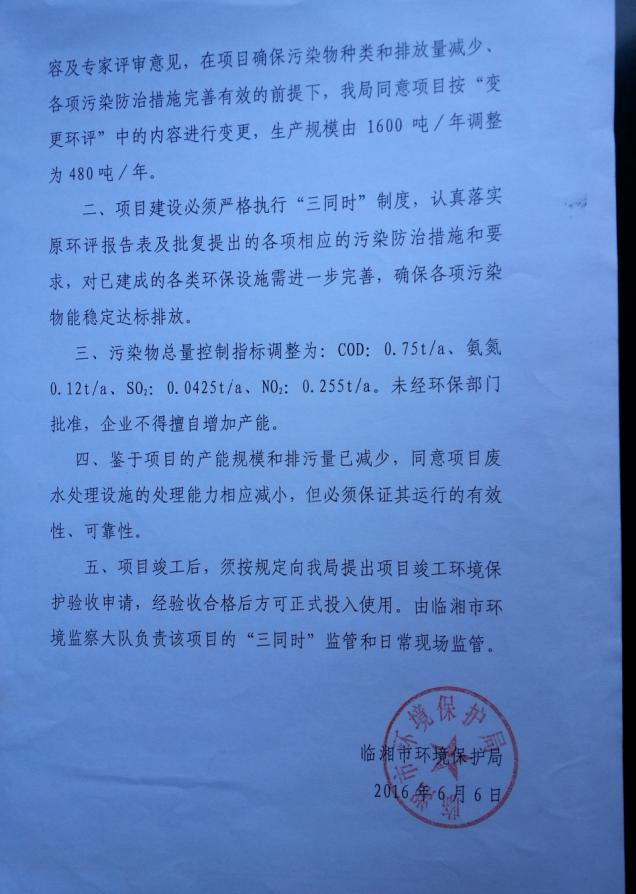 容及专家评审意见，在项目确保污染物种类和排放量减少、
各项污染防治措施完善有效的前提下，我局同意项目按“变
更环评”中的内容进行变更，生产规模由 1600 吨／年调整
为 480 吨／年。
二、项目建设必须严格执行“三同时”制度，认真落实
原环评报告表及批复提出的各项相应的污染防治措施和要
求，对已建成的各类环保设施需进一步完善，确保各项污染
物能稳定达标排放。
三、污染物总量控制指标调整为：COD：0.75t/a、氨氮
0.12t/a、SO₂：0.0425t/a、NO₂：0.255t/a。未经环保部门
批准，企业不得擅自增加产能。
四、鉴于项目的产能规模和排污量已减少，同意项目废
水处理设施的处理能力相应减小，但必须保证其运行的有效
性、可靠性。
五、项目竣工后，须按规定向我局提出项目竣工环境保
护验收申请，经验收合格后方可正式投入使用。由临湘市环
境监察大队负责该项目的“三同时”监管和日常现场监管。
临湘市环境保护局
临湘市环境保护局
2016 年 6 月 6 日